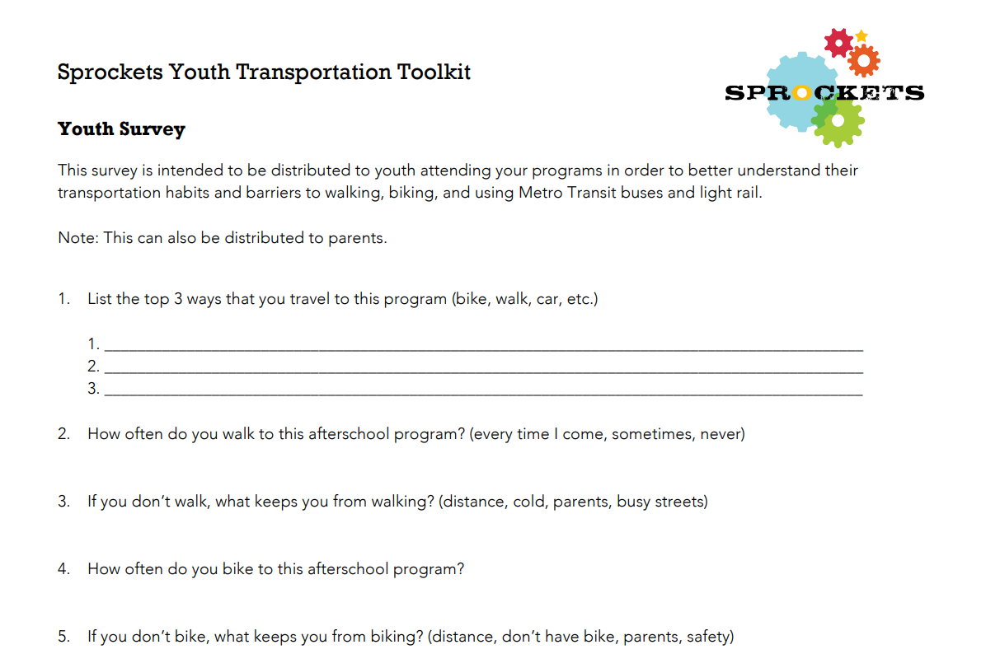 Sprockets Youth Transportation Toolkit
SPROCKETS
Youth Survey
This survey is intended to be distributed to youth attending your programs in order to better understand their
transportation habits and barriers to walking, biking, and using Metro Transit buses and light rail.
Note: This can also be distributed to parents.
1. List the top 3 ways that you travel to this program (bike, walk, car, etc.)
1. ____________________________________________________________________________________________
2. ____________________________________________________________________________________________
3. ____________________________________________________________________________________________
2. How often do you walk to this afterschool program? (every time I come, sometimes, never)
3. If you don’t walk, what keeps you from walking? (distance, cold, parents, busy streets)
4. How often do you bike to this afterschool program?
5. If you don’t bike, what keeps you from biking? (distance, don’t have bike, parents, safety)